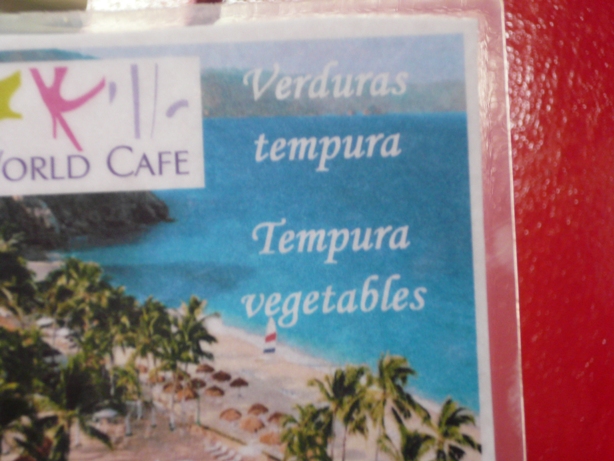 WORLD CAFE
Verduras
tempura
Tempura
vegetables